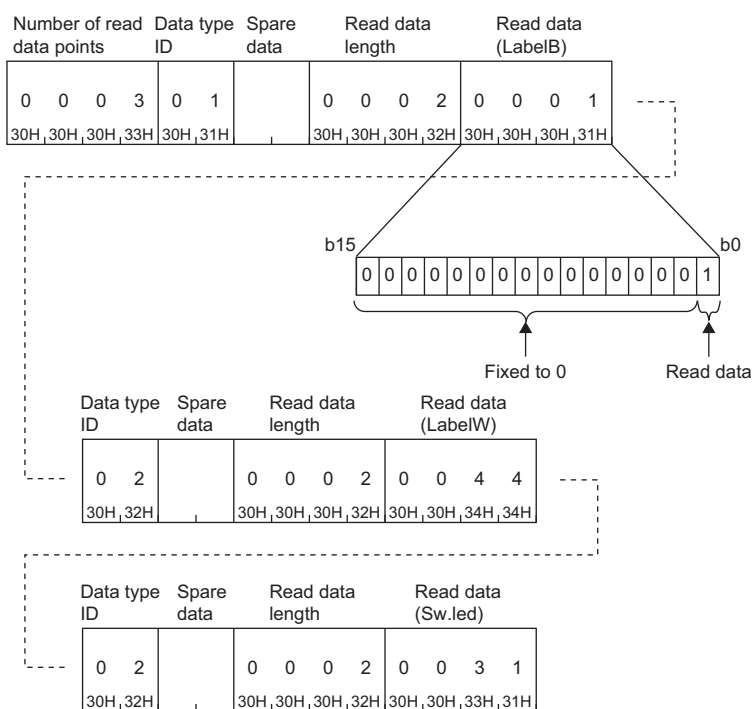 Number of read data points
Data type ID
Spare data
Read data length
Read data (LabelB)
0 0 0 3 0 1 0 0 0 2 0 0 0 1
30H 30H 30H 33H 30H 31H 30H 30H 30H 32H 30H 30H 30H 31H
b15 b0
0 0 0 0 0 0 0 0 0 0 0 0 0 0 0 1
Fixed to 0 Read data
Data type ID
Spare data
Read data length
Read data (LabelW)
0 2 0 0 0 2 0 0 4 4
30H 32H 30H 30H 30H 32H 30H 30H 34H 34H
Data type ID
Spare data
Read data length
Read data (Sw.led)
0 2 0 0 0 2 0 0 3 1
30H 32H 30H 30H 30H 32H 30H 30H 33H 31H